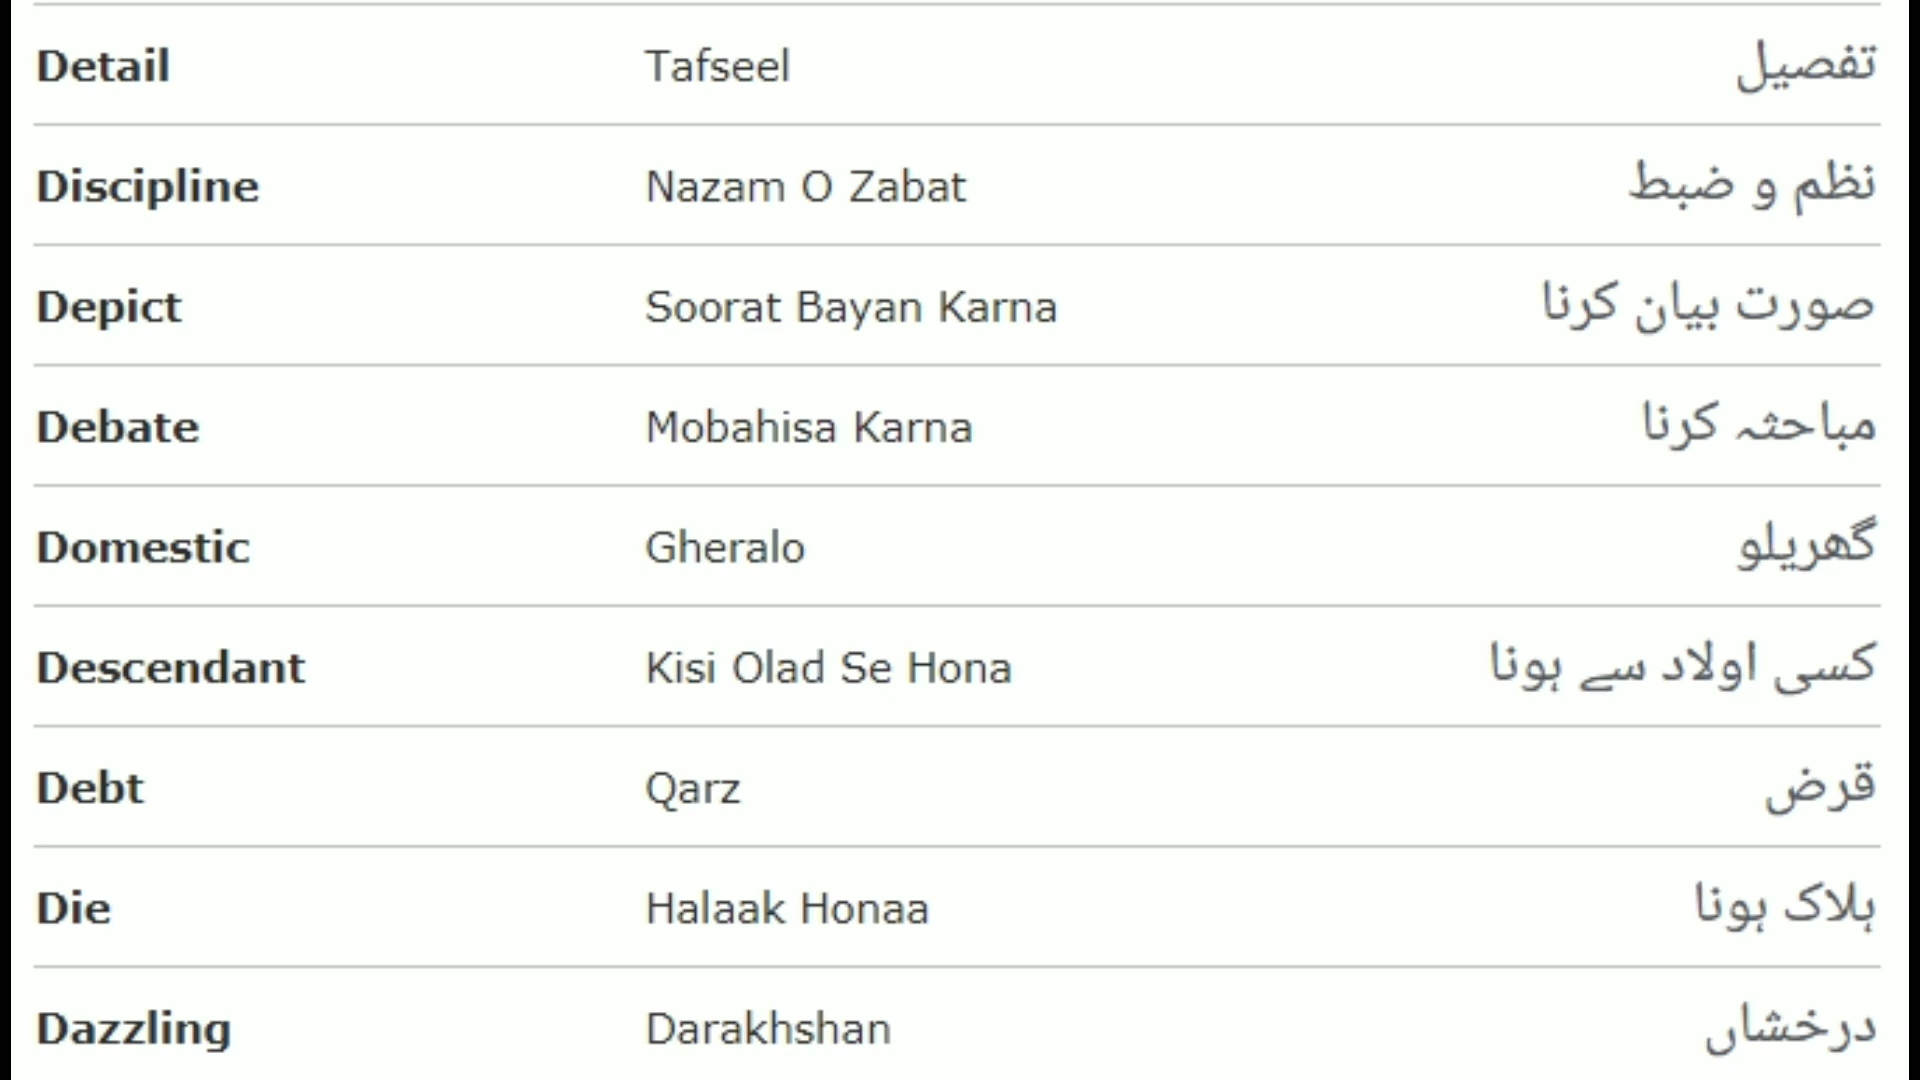 Detail Tafseel تفصیل
Discipline Nazam O Zabat نظم و ضبط
Depict Soorat Bayan Karna صورت بیان کرنا
Debate Mobahisa Karna مباحثہ کرنا
Domestic Gheralo گھریلو
Descendant Kisi Olad Se Hona کسی اولاد سے ہونا
Debt Qarz قرض
Die Halaak Honaa ہلاک ہونا
Dazzling Darakhshan درخشاں